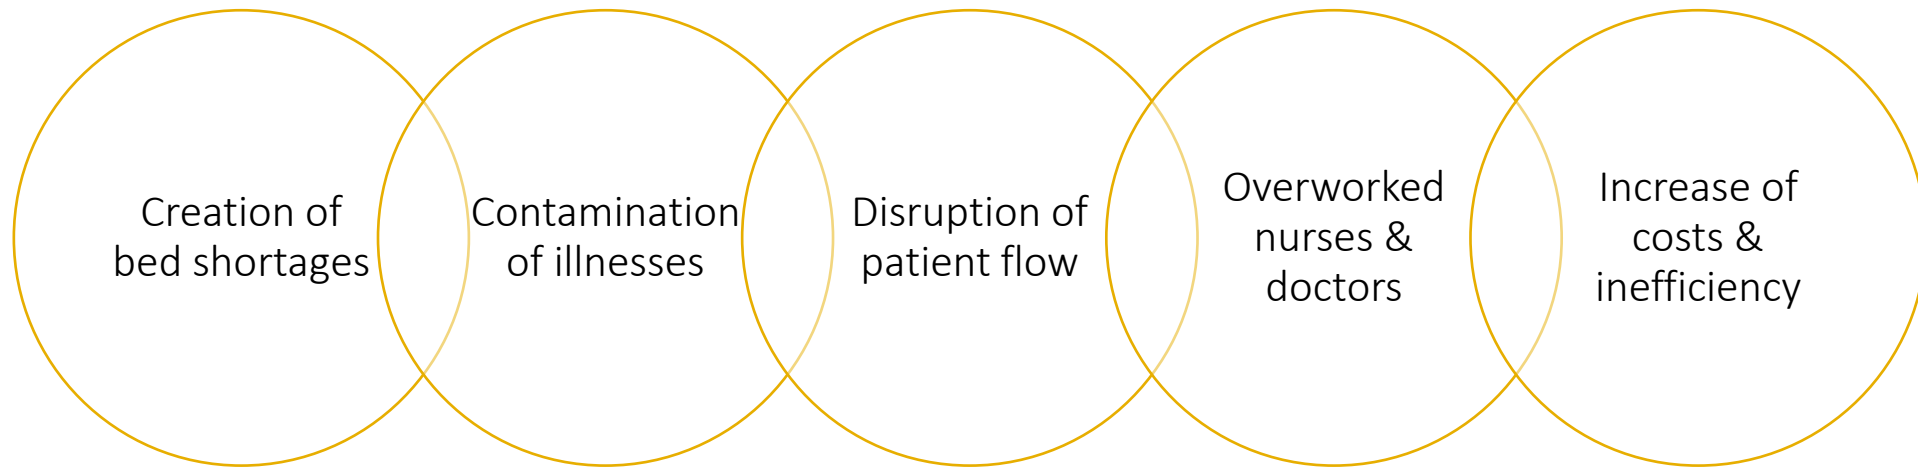 Creation of
bed shortages
Contamination
of illnesses
Disruption of
patient flow
Overworked
nurses &
doctors
Increase of
costs &
inefficiency